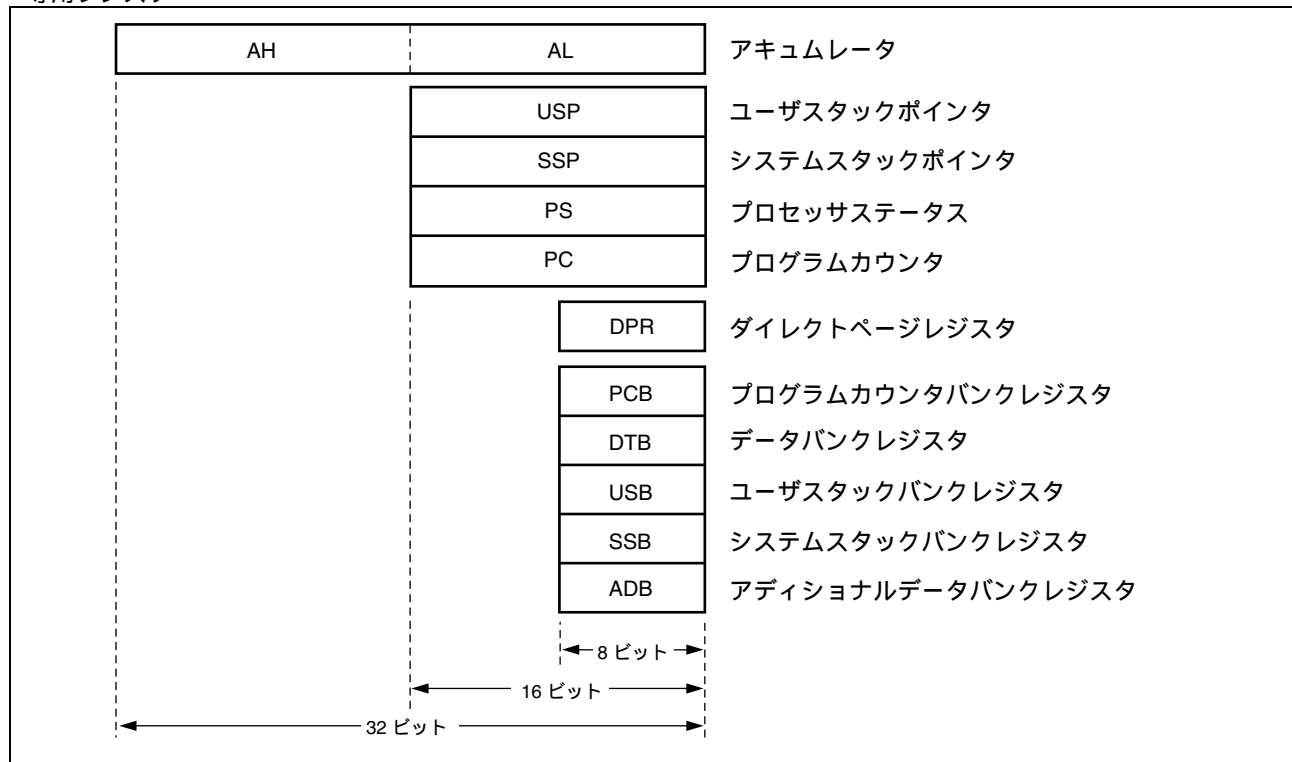 AH AL アキュムレータ
USP ユーザスタックポインタ
SSP システムスタックポインタ
PS プロセッサステータス
PC プログラムカウンタ
DPR ダイレクトページレジスタ
PCB プログラムカウンタバンクレジスタ
DTB データバンクレジスタ
USB ユーザスタックバンクレジスタ
SSB システムスタックバンクレジスタ
ADB アディショナルデータバンクレジスタ
8 ビット
16 ビット
32 ビット